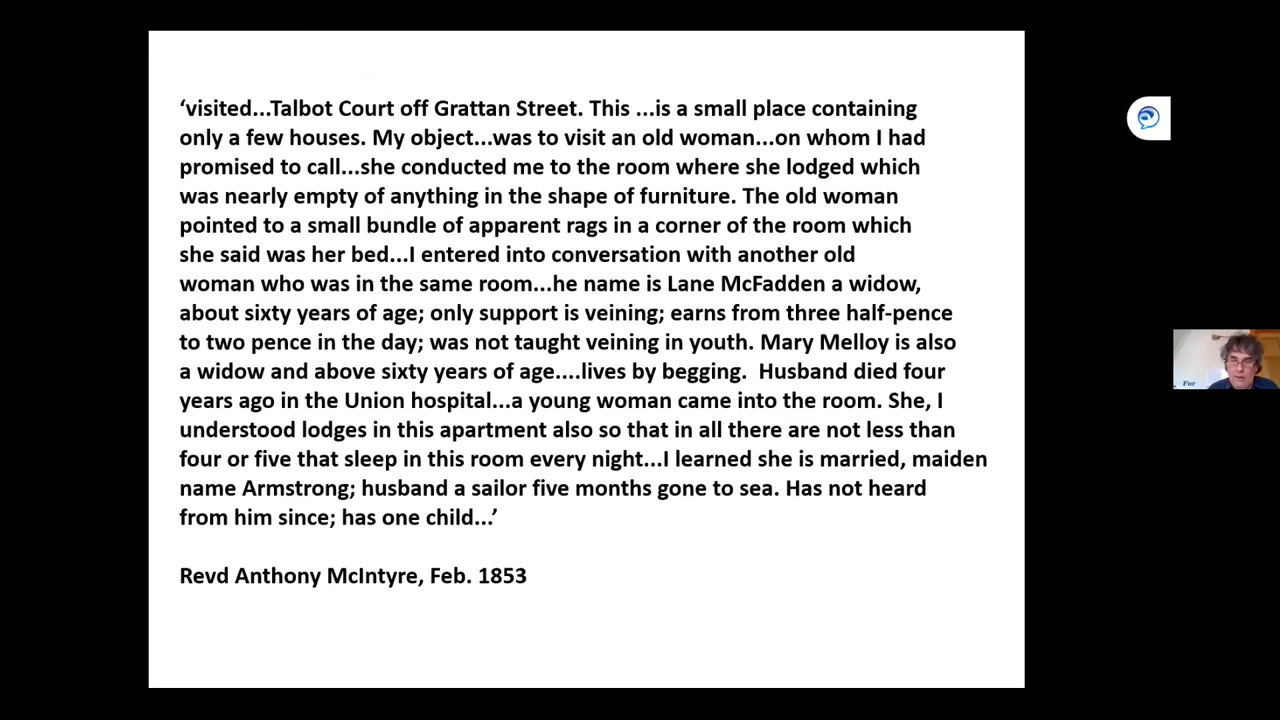 ‘visited...Talbot Court off Grattan Street. This ...is a small place containing
only a few houses. My object...was to visit an old woman...on whom I had
promised to call...she conducted me to the room where she lodged which
was nearly empty of anything in the shape of furniture. The old woman
pointed to a small bundle of apparent rags in a corner of the room which
she said was her bed...I entered into conversation with another old
woman who was in the same room...he name is Lane McFadden a widow,
about sixty years of age; only support is veining; earns from three half-pence
to two pence in the day; was not taught veining in youth. Mary Melloy is also
a widow and above sixty years of age....lives by begging.  Husband died four
years ago in the Union hospital...a young woman came into the room. She, I
understood lodges in this apartment also so that in all there are not less than
four or five that sleep in this room every night...I learned she is married, maiden
name Armstrong; husband a sailor five months gone to sea. Has not heard
from him since; has one child...’
Revd Anthony McIntyre, Feb. 1853
For